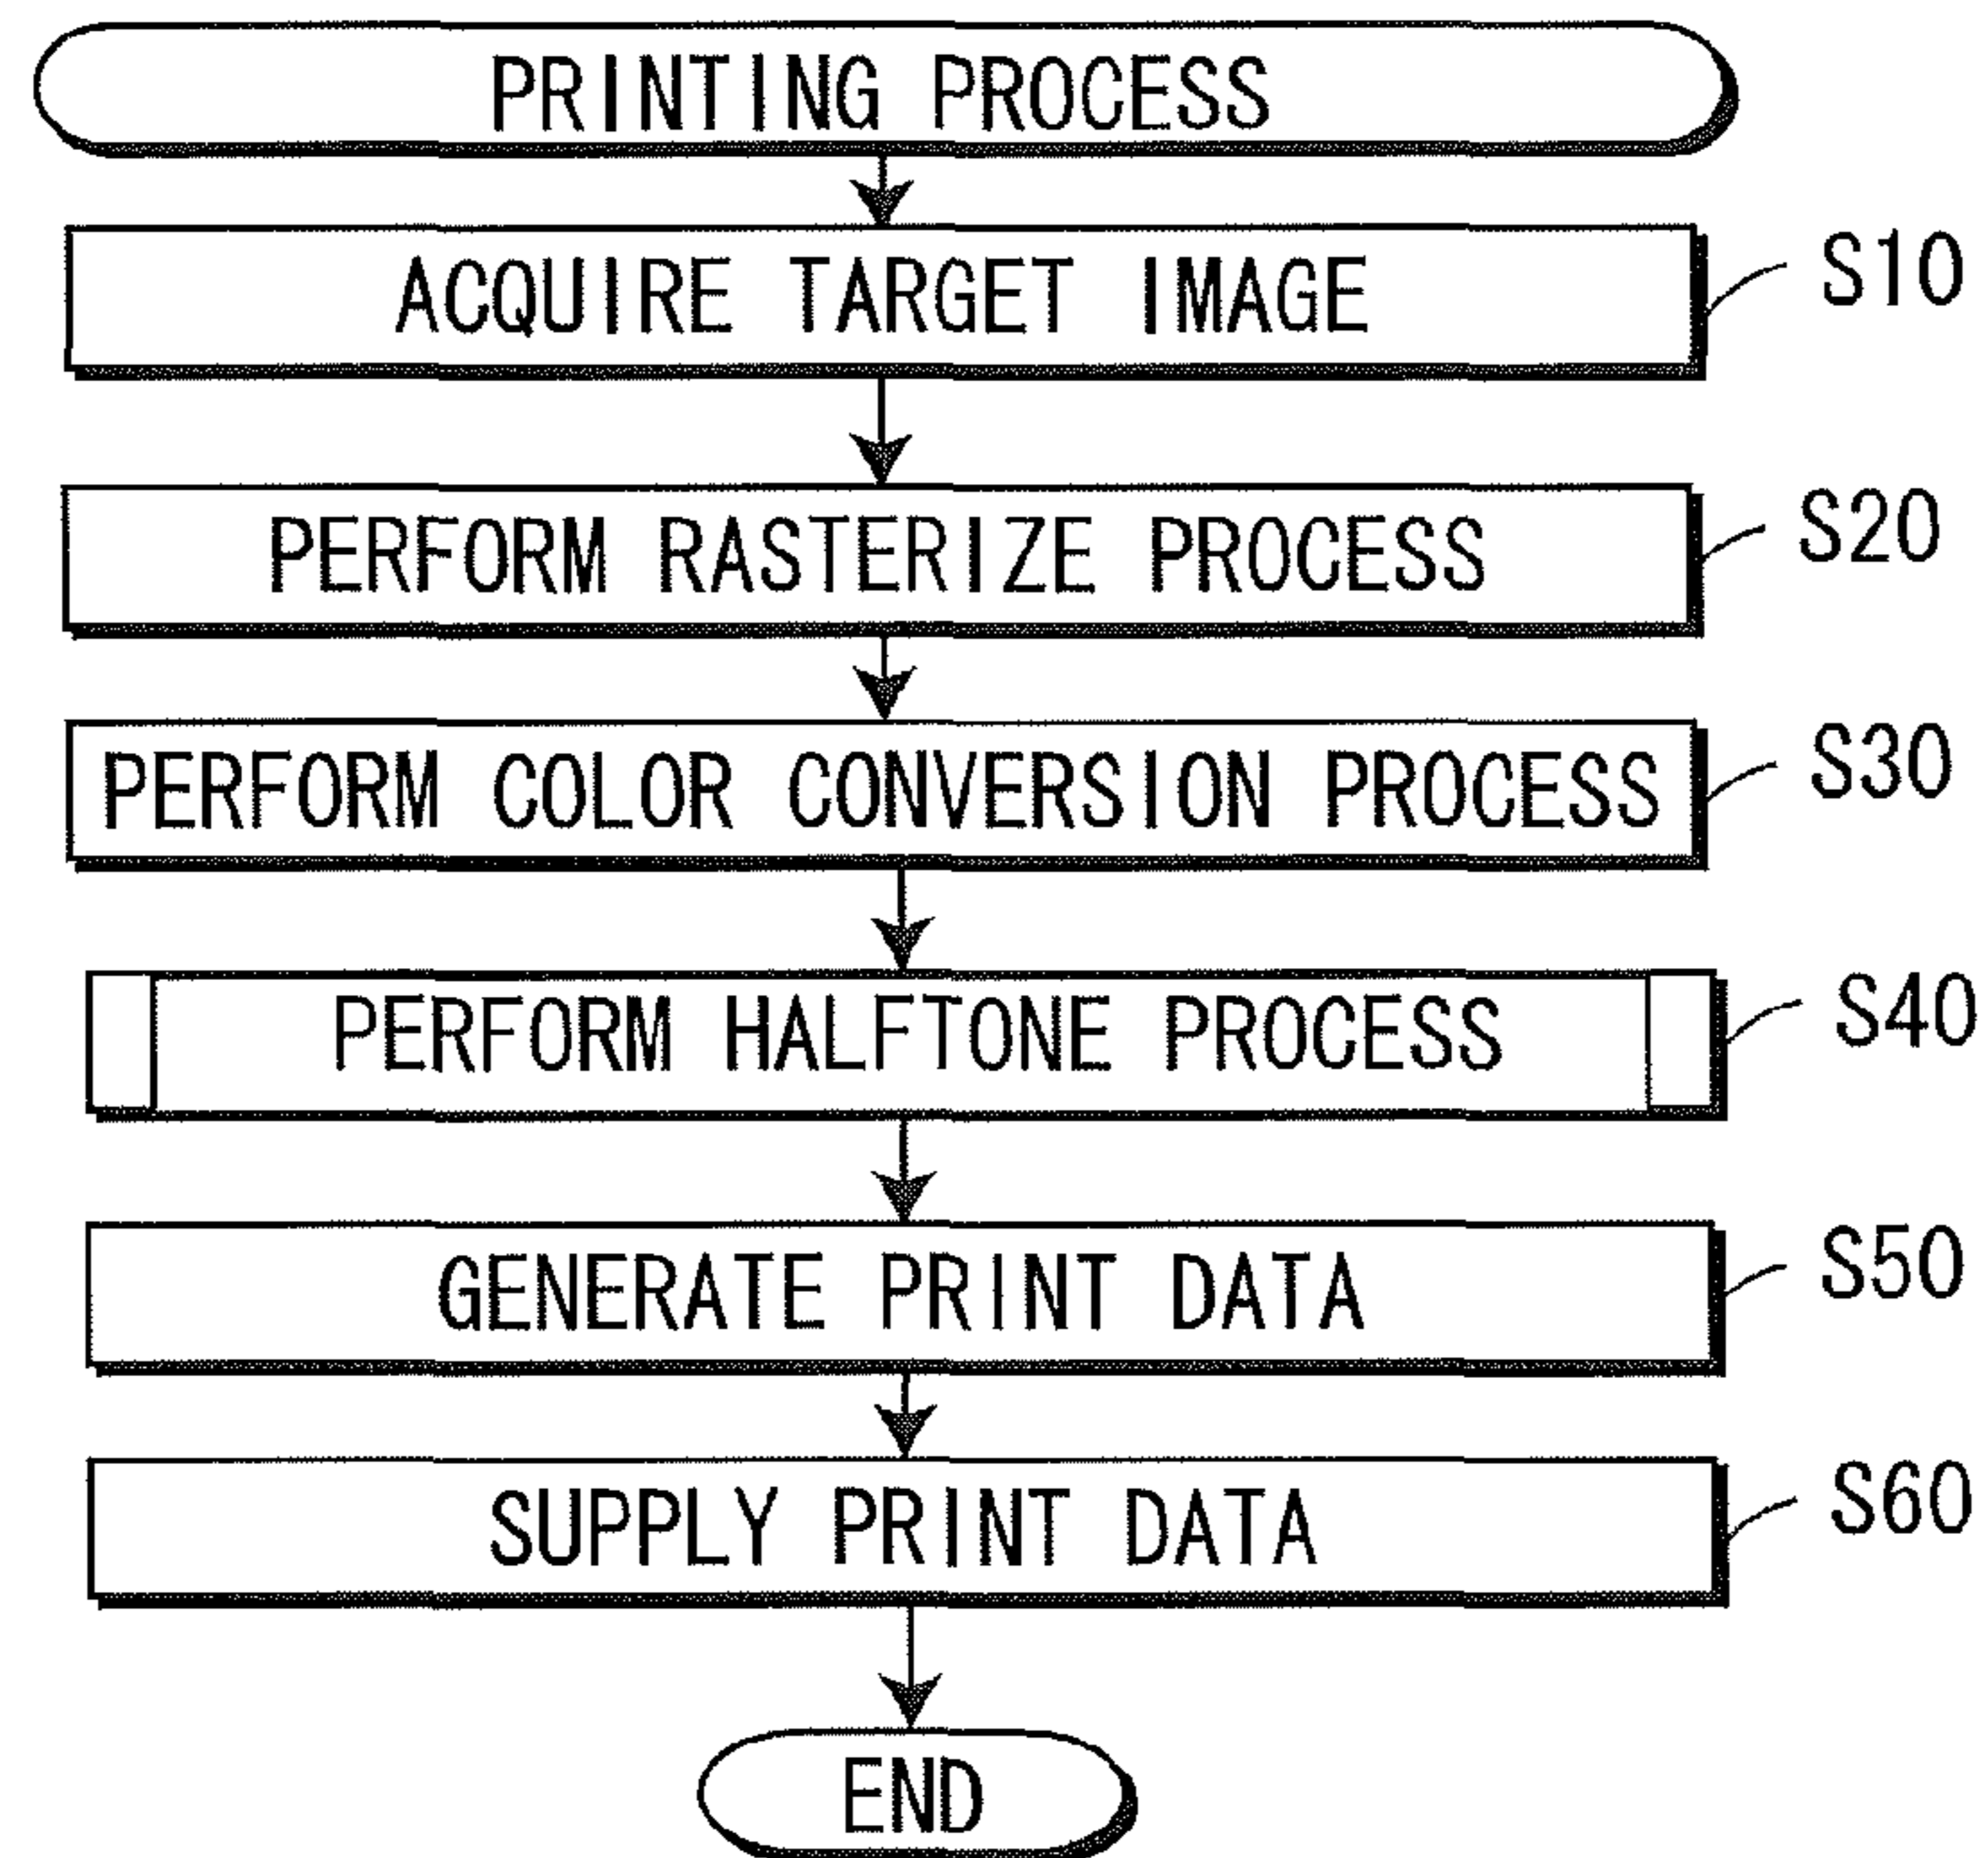 PRINTING PROCESS
ACQUIRE TARGET IMAGE
S10
PERFORM RASTERIZE PROCESS
S20
PERFORM COLOR CONVERSION PROCESS
S30
PERFORM HALFTONE PROCESS
S40
GENERATE PRINT DATA
S50
SUPPLY PRINT DATA
S60
END